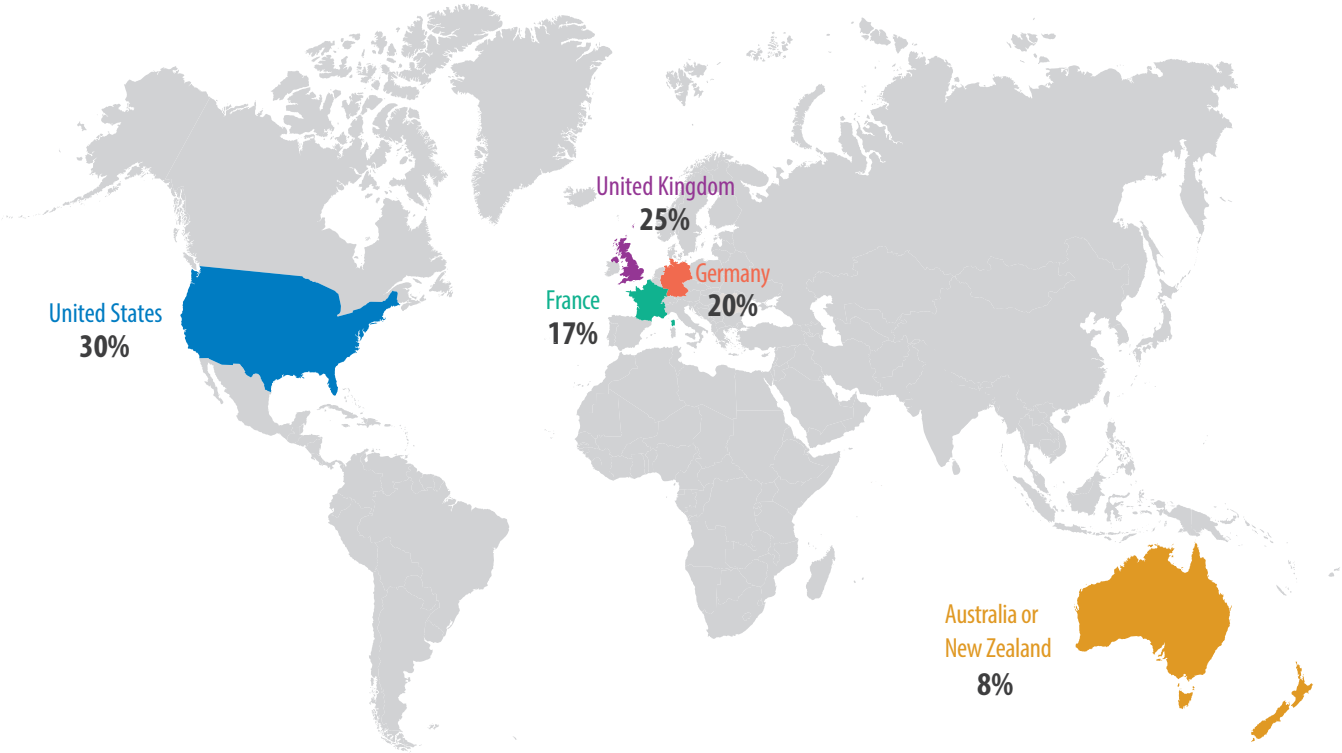 United Kingdom
25%
Germany
20%
France
17%
United States
30%
Australia or
New Zealand
8%